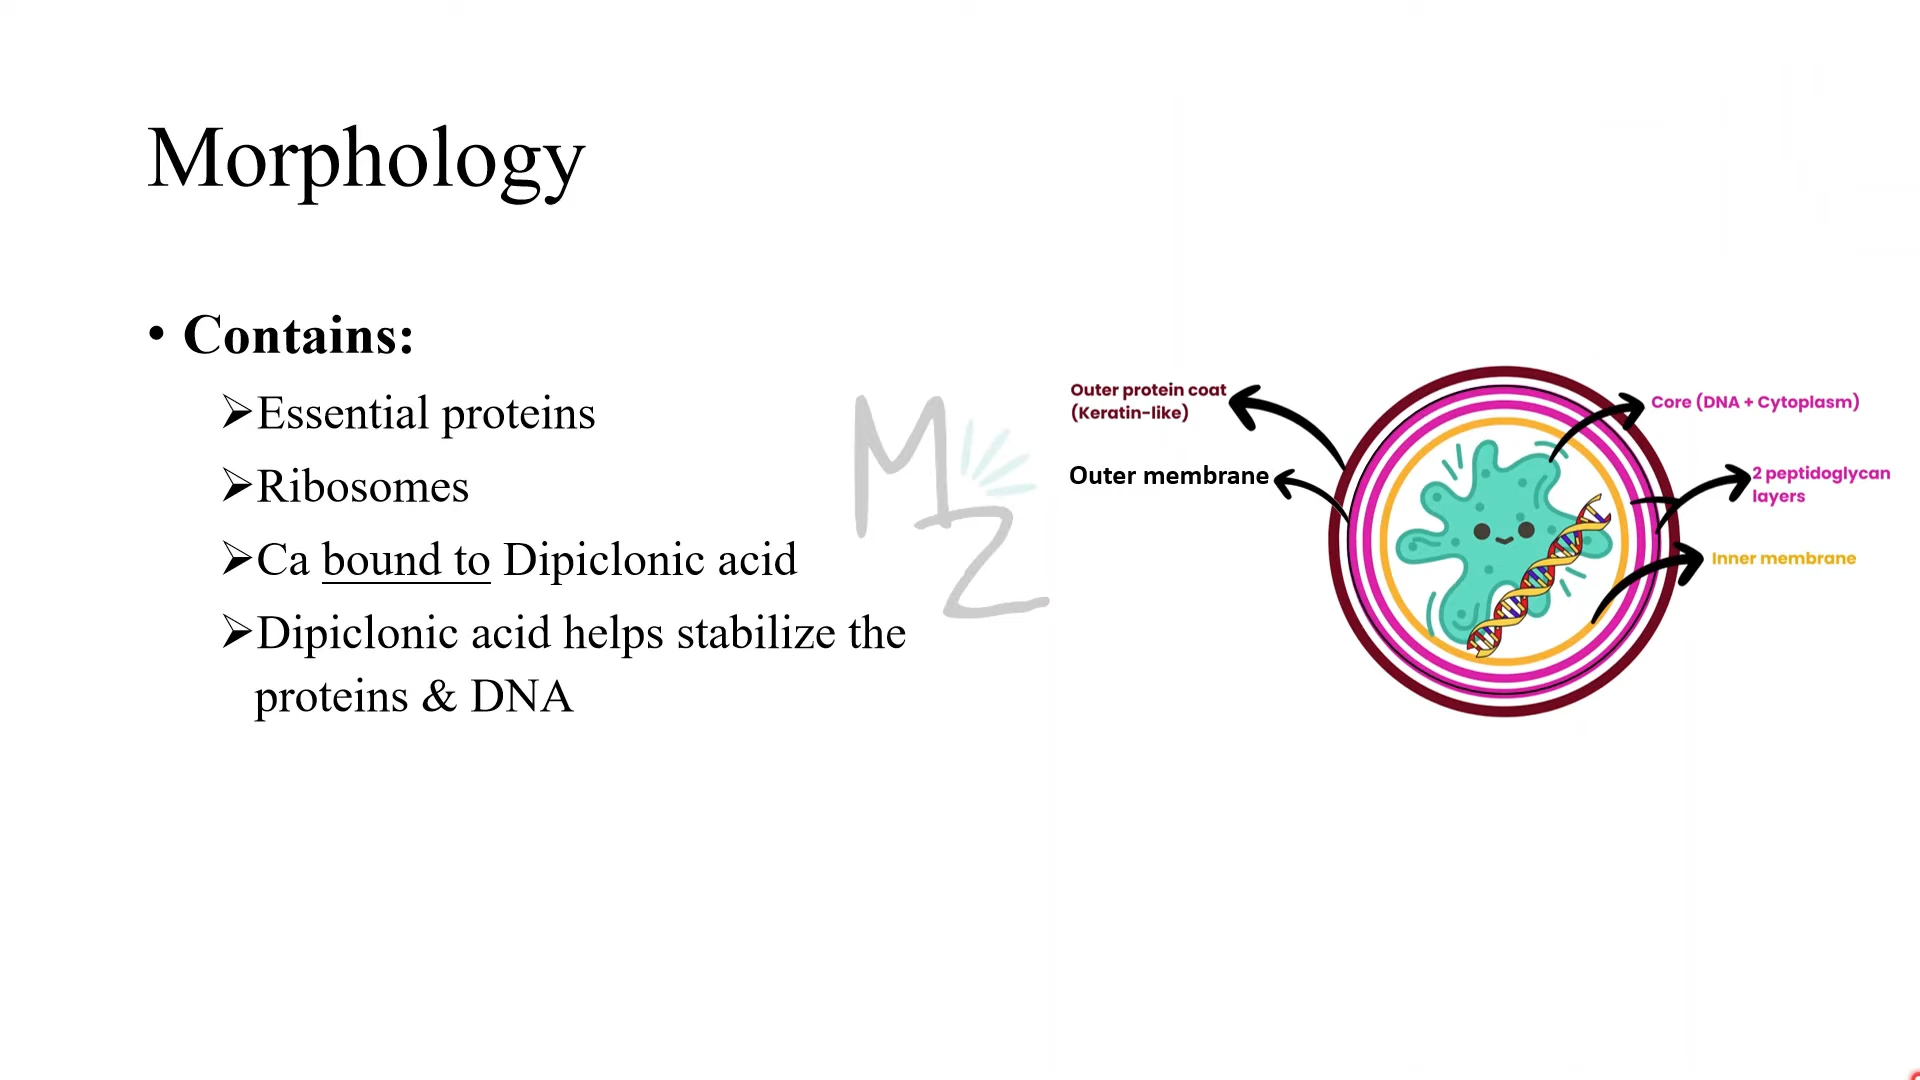 Morphology
• Contains:
➢Essential proteins
➢Ribosomes
➢Ca bound to Dipiclonic acid
➢Dipiclonic acid helps stabilize the
proteins & DNA
MZ
Outer protein coat
(Keratin-like)
Outer membrane
Core (DNA + Cytoplasm)
2 peptidoglycan
layers
Inner membrane